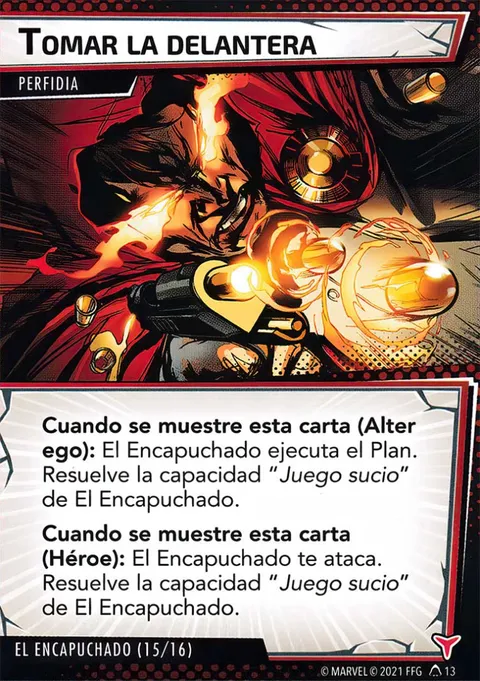 TOMAR LA DELANTERA
PERFIDIA
Cuando se muestre esta carta (Alter
ego): El Encapuchado ejecuta el Plan.
Resuelve la capacidad “Juego sucio”
de El Encapuchado.
Cuando se muestre esta carta
(Héroe): El Encapuchado te ataca.
Resuelve la capacidad “Juego sucio”
de El Encapuchado.
EL ENCAPUCHADO (15/16)
© MARVEL © 2021 FFG 13